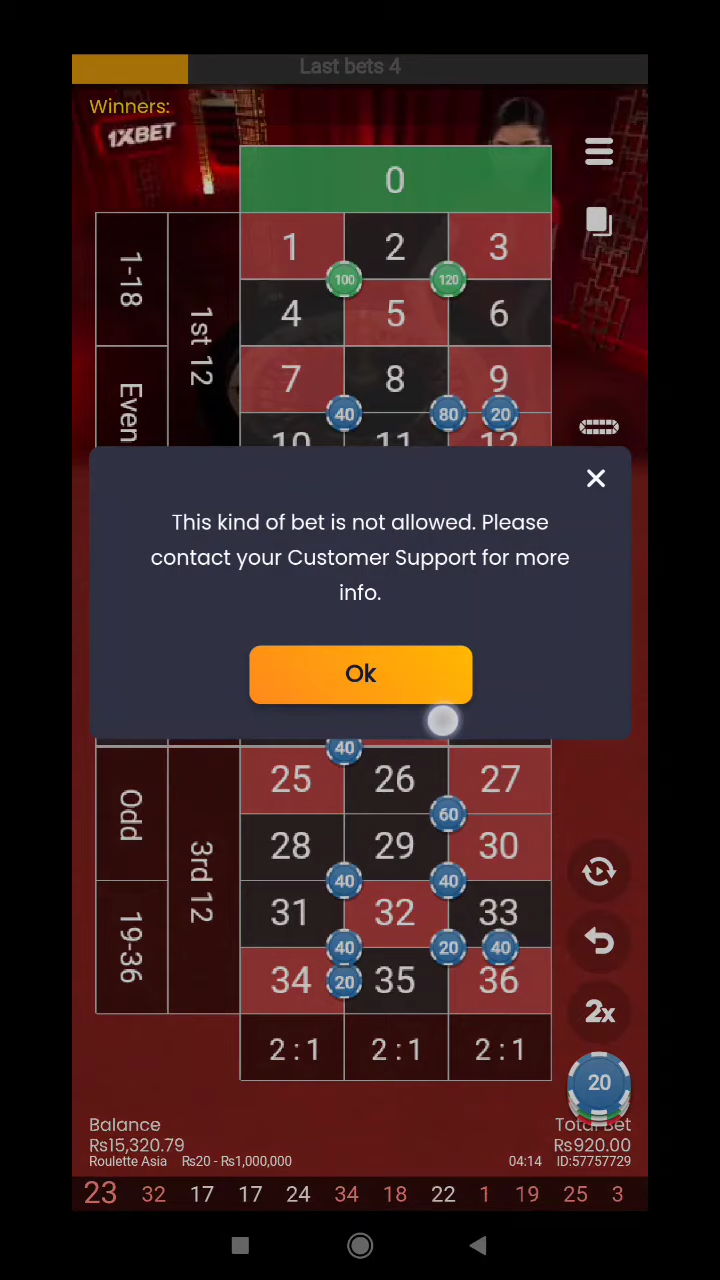 Last bets 4
Winners:
1XBET
0
1 2 3
100 120
4 5 6
1-18
1st 12
7 8 9
Even
40 80 20
10 11 12
This kind of bet is not allowed. Please
contact your Customer Support for more
info.
Ok
40
25 26 27
Odd
60
28 29 30
3rd 12
40 40
31 32 33
19-36
40 20 40
34 20 35 36
2x
2:1 2:1 2:1
20
Balance Total Bet
Rs15,320.79 Rs920.00
Roulette Asia Rs20 - Rs1,000,000 04:14 ID:57757729
23 32 17 17 24 34 18 22 1 19 25 3